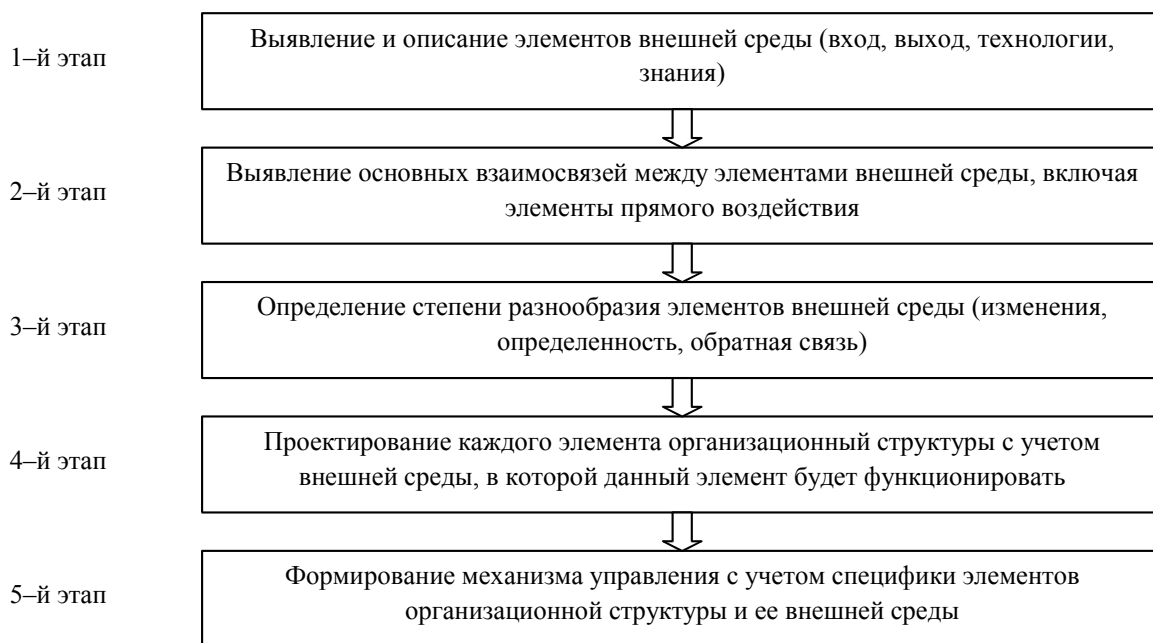 1–й этап
Выявление и описание элементов внешней среды (вход, выход, технологии,
знания)
2–й этап
Выявление основных взаимосвязей между элементами внешней среды, включая
элементы прямого воздействия
3–й этап
Определение степени разнообразия элементов внешней среды (изменения,
определенность, обратная связь)
4–й этап
Проектирование каждого элемента организационный структуры с учетом
внешней среды, в которой данный элемент будет функционировать
5–й этап
Формирование механизма управления с учетом специфики элементов
организационной структуры и ее внешней среды